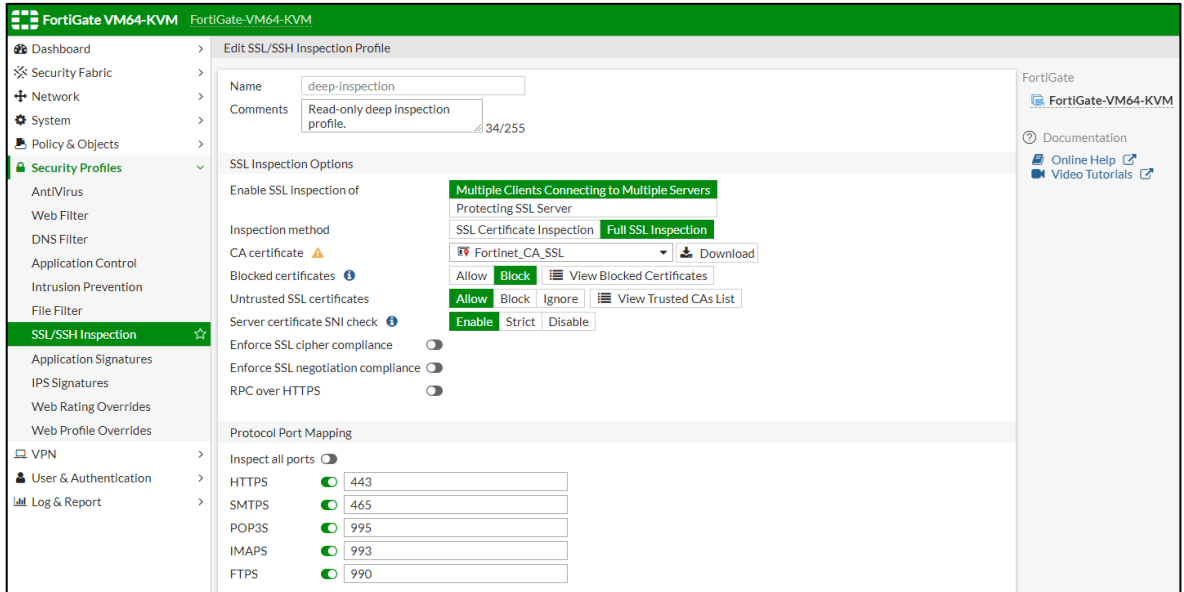 FortiGate VM64-KVM FortiGate-VM64-KVM
Dashboard
Security Fabric
Network
System
Policy & Objects
Security Profiles
AntiVirus
Web Filter
DNS Filter
Application Control
Intrusion Prevention
File Filter
SSL/SSH Inspection
Application Signatures
IPS Signatures
Web Rating Overrides
Web Profile Overrides
VPN
User & Authentication
Log & Report
Edit SSL/SSH Inspection Profile
Name deep-inspection
Comments Read-only deep inspection
profile.
34/255
SSL Inspection Options
Enable SSL inspection of Multiple Clients Connecting to Multiple Servers
Protecting SSL Server
Inspection method SSL Certificate Inspection Full SSL Inspection
CA certificate Fortinet_CA_SSL Download
Blocked certificates Allow Block View Blocked Certificates
Untrusted SSL certificates Allow Block Ignore View Trusted CAs List
Server certificate SNI check Enable Strict Disable
Enforce SSL cipher compliance
Enforce SSL negotiation compliance
RPC over HTTPS
Protocol Port Mapping
Inspect all ports
HTTPS 443
SMTPS 465
POP3S 995
IMAPS 993
FTPS 990
FortiGate
FortiGate-VM64-KVM
Documentation
Online Help
Video Tutorials